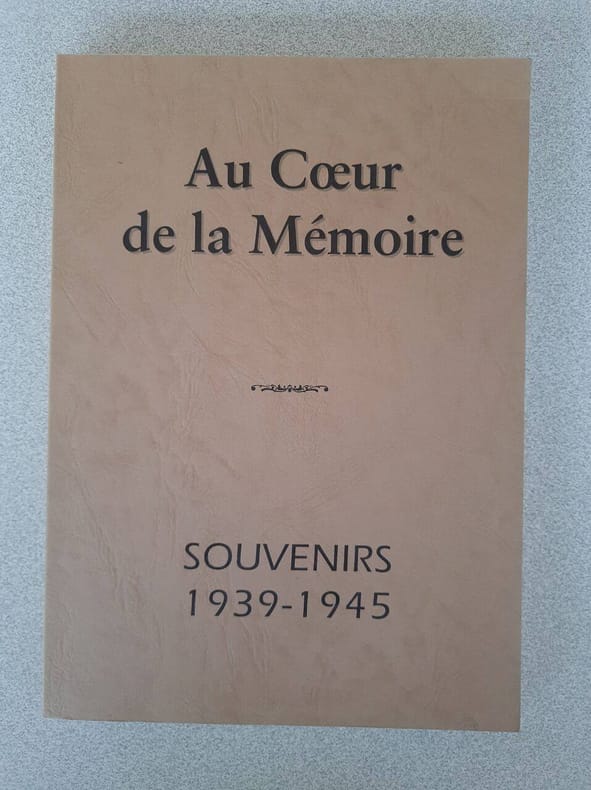 Au Cœur
de la Mémoire
SOUVENIRS
1939-1945